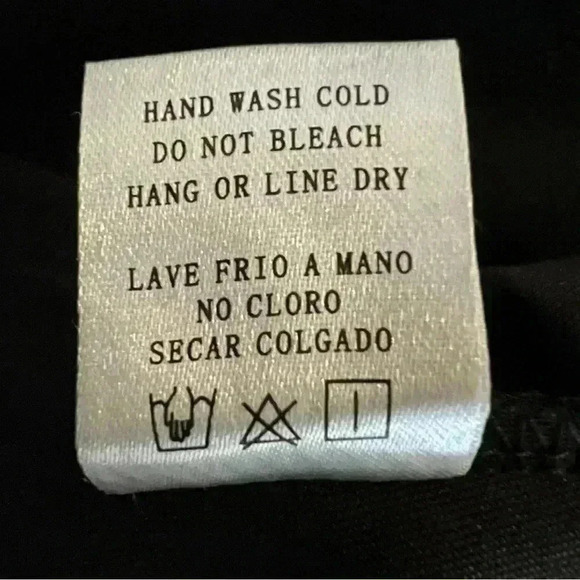 HAND WASH COLD
DO NOT BLEACH
HANG OR LINE DRY
LAVE FRIO A MANO
NO CLORO
SECAR COLGADO